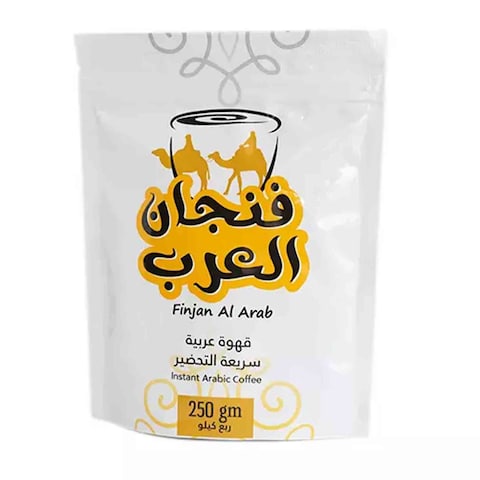 فنجان
العرب
Finjan Al Arab
قهوة عربية
سريعة التحضير
Instant Arabic Coffee
250 gm
ربع كيلو